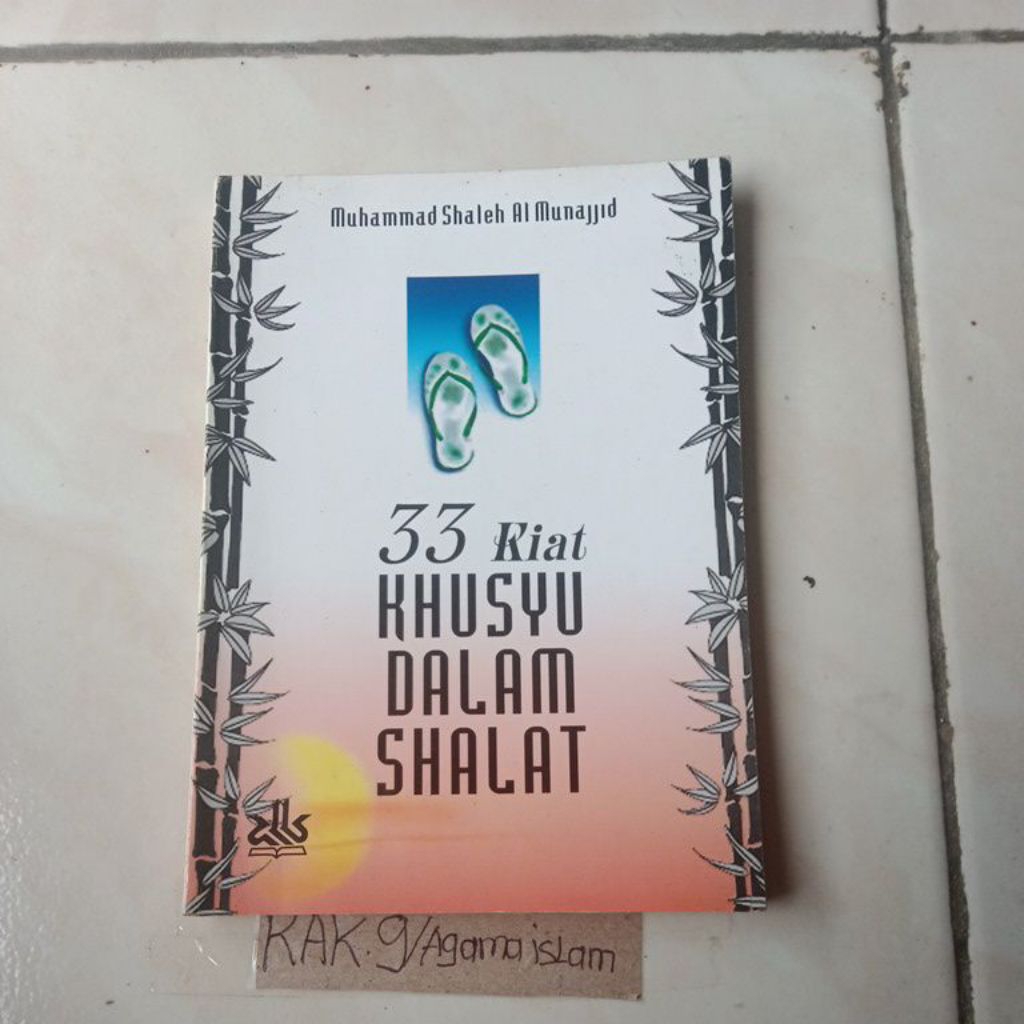 Muhammad Shaleh Al Munajjid
33 Kiat
KHUSYU
DALAM
SHALAT
KAK.9/Agama isLam